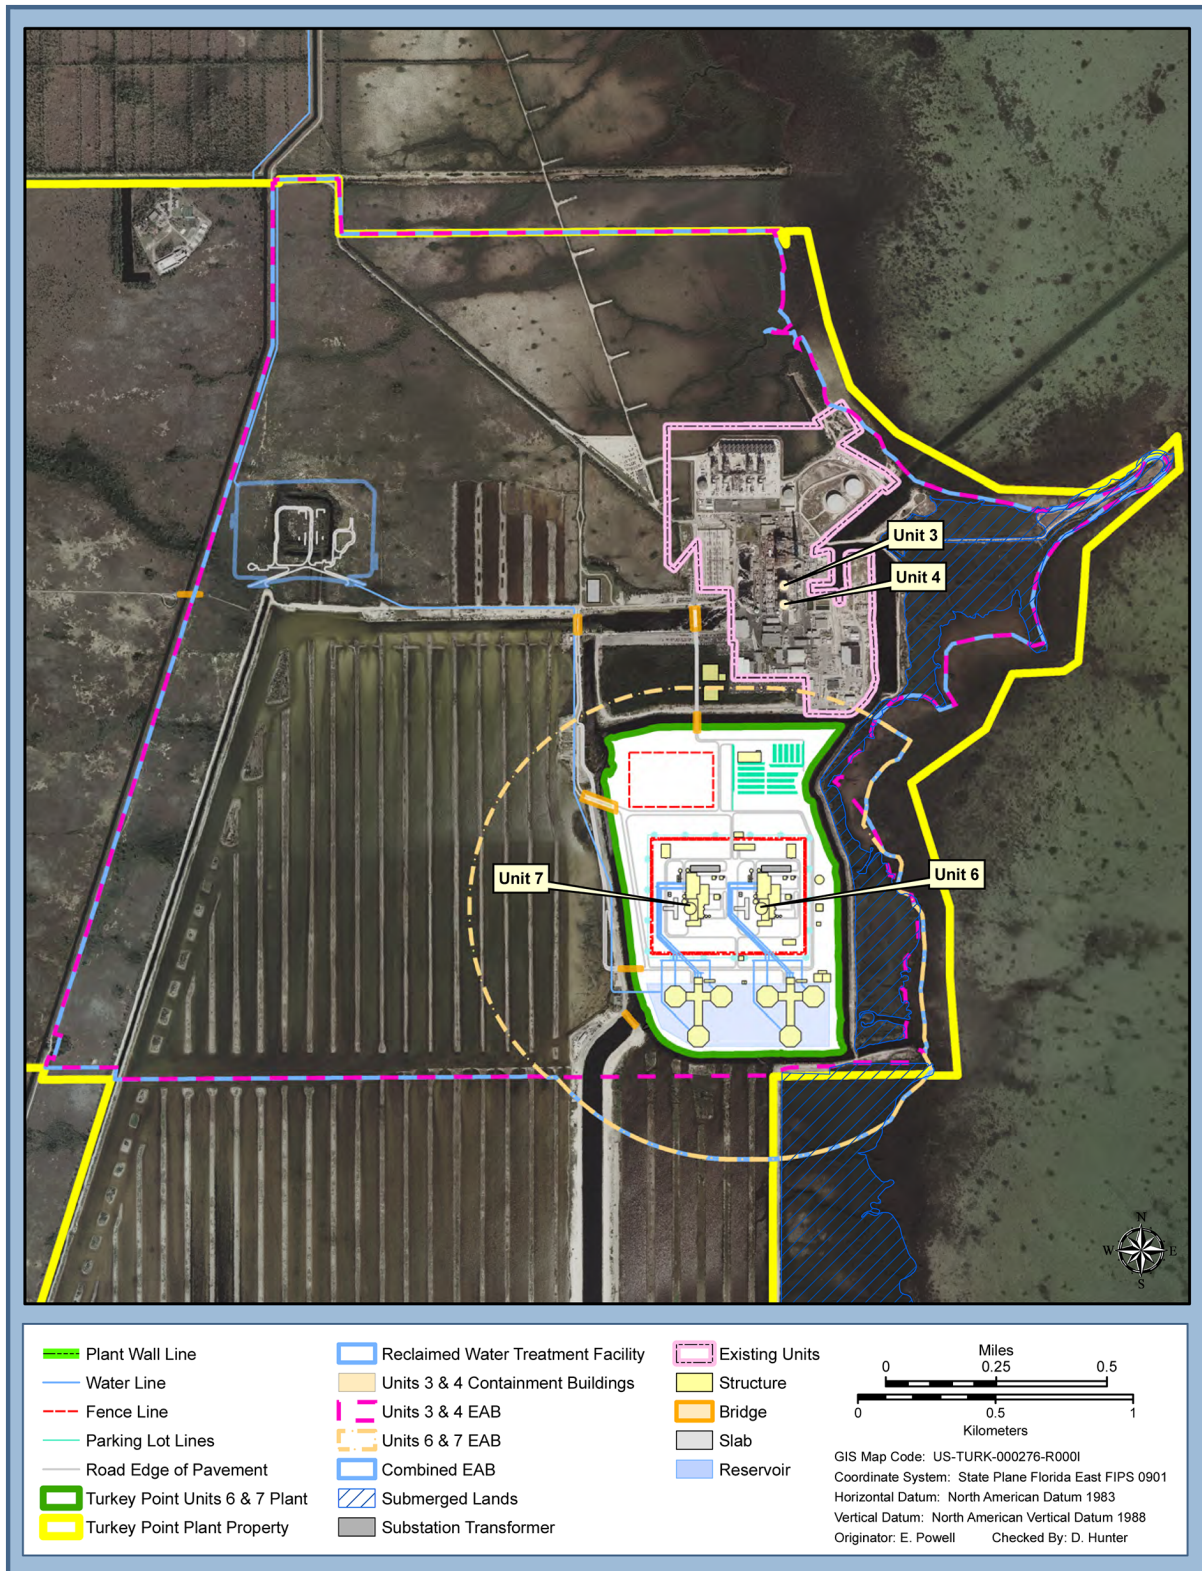 Unit 3
Unit 4
Unit 7
Unit 6
N
W
E
S
Plant Wall Line
Water Line
Fence Line
Parking Lot Lines
Road Edge of Pavement
Turkey Point Units 6 & 7 Plant
Turkey Point Plant Property
Reclaimed Water Treatment Facility
Units 3 & 4 Containment Buildings
Units 3 & 4 EAB
Units 6 & 7 EAB
Combined EAB
Submerged Lands
Substation Transformer
Existing Units
Structure
Bridge
Slab
Reservoir
Miles
0 0.25 0.5
0 0.5 1
Kilometers
GIS Map Code: US-TURK-000276-R000I
Coordinate System: State Plane Florida East FIPS 0901
Horizontal Datum: North American Datum 1983
Vertical Datum: North American Vertical Datum 1988
Originator: E. Powell Checked By: D. Hunter